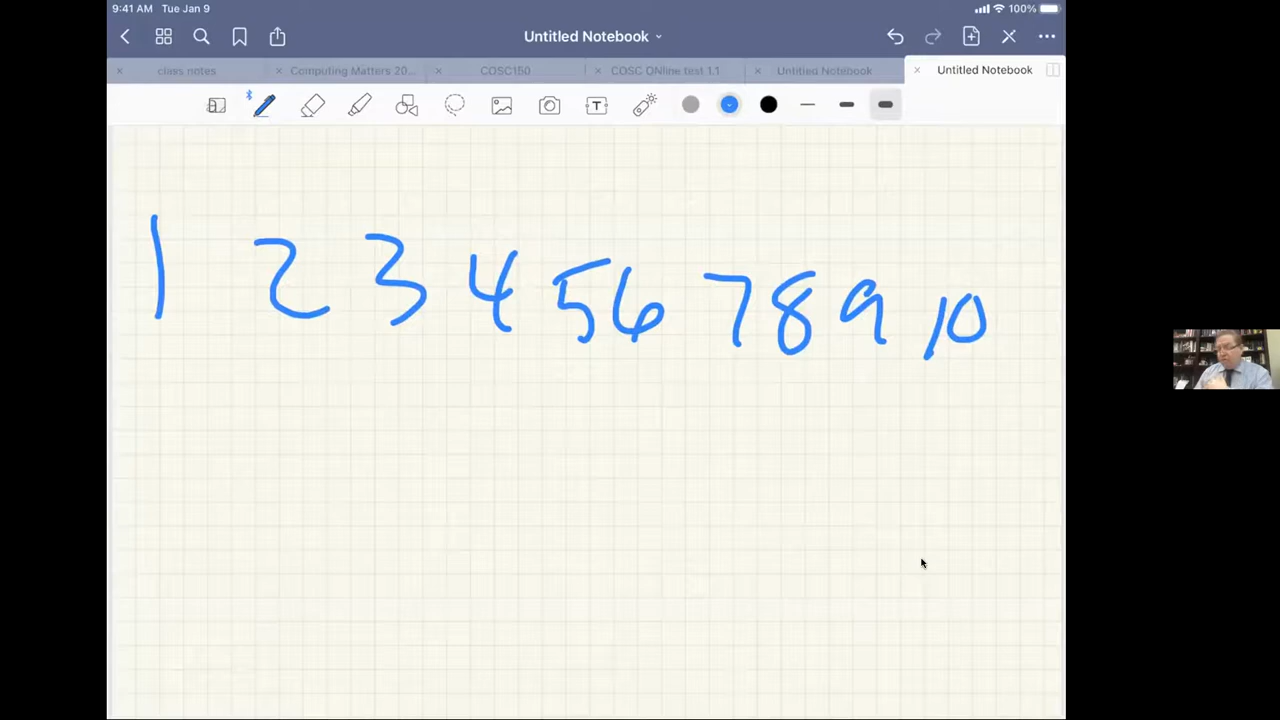 9:41 AM Tue Jan 9 100%
Untitled Notebook
class notes Computing Matters 20... COSC150 COSC ONline test 1.1 Untitled Notebook Untitled Notebook
T
1 2 3 4 5 6 7 8 9 10